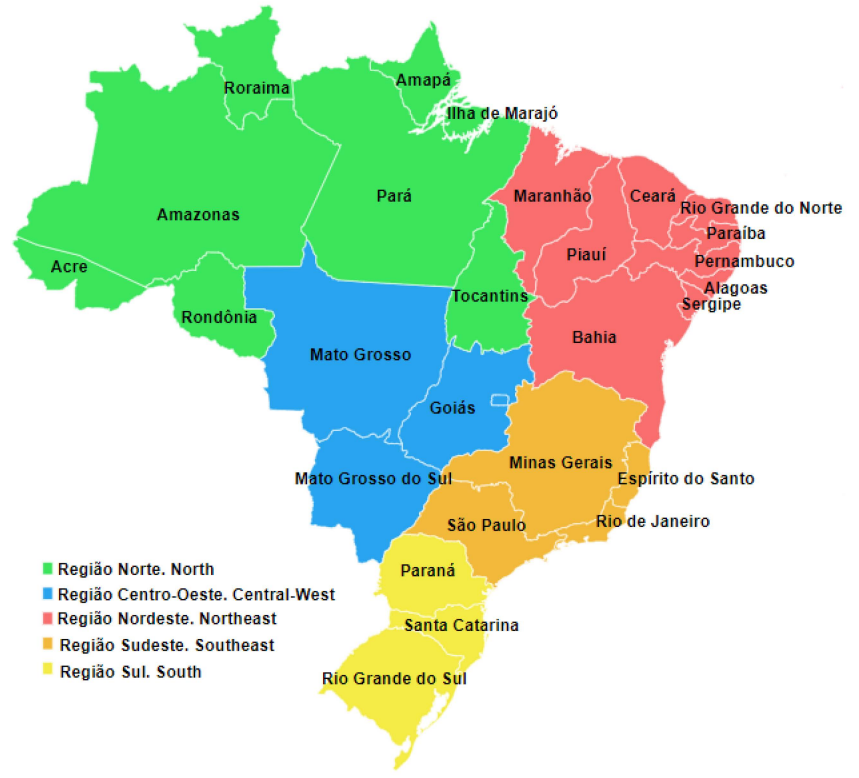 Amapá
Roraima
Ilha de Marajó
Pará
Maranhão
Ceará
Rio Grande do Norte
Amazonas
Paraíba
Piauí
Pernambuco
Acre
Alagoas
Tocantins
Sergipe
Rondônia
Bahia
Mato Grosso
Goiás
Minas Gerais
Mato Grosso do Sul
Espírito do Santo
São Paulo
Rio de Janeiro
Paraná
Santa Catarina
Rio Grande do Sul
Região Norte. North
Região Centro-Oeste. Central-West
Região Nordeste. Northeast
Região Sudeste. Southeast
Região Sul. South